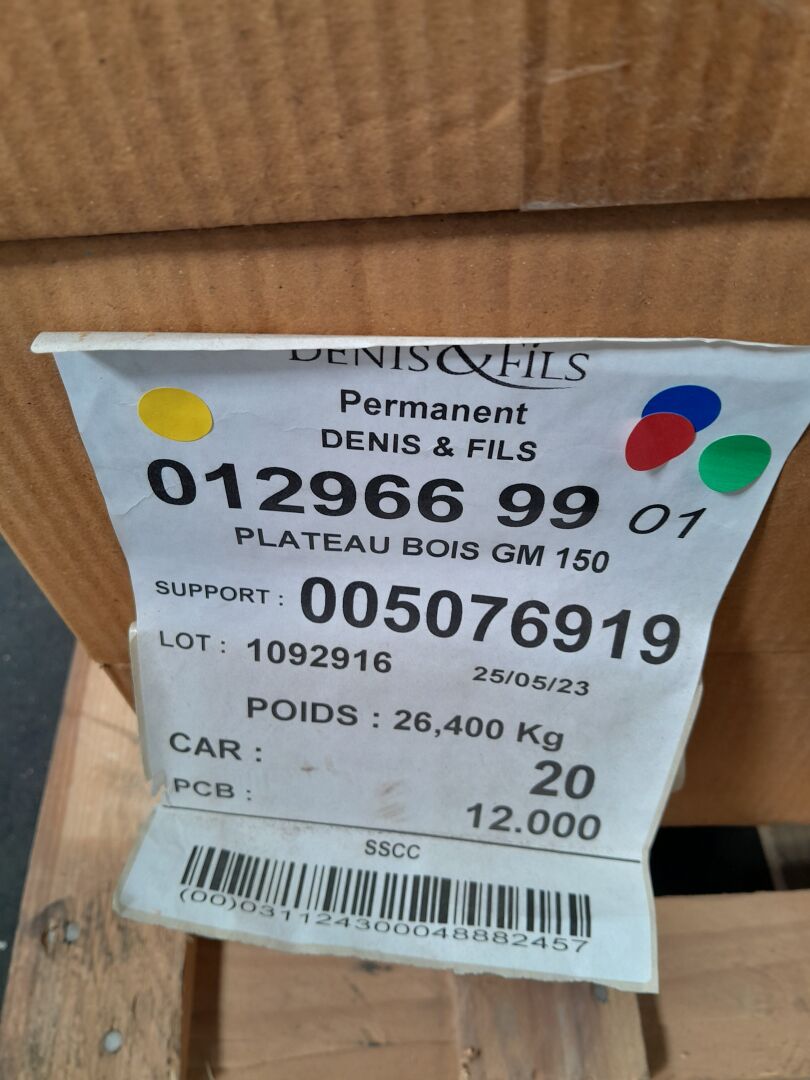 DENIS & FILS
Permanent
DENIS & FILS
012966 99 01
PLATEAU BOIS GM 150
SUPPORT : 005076919
LOT : 1092916 25/05/23
POIDS : 26,400 Kg
CAR : 20
PCB : 12.000
SSCC
(00)031124300048882457